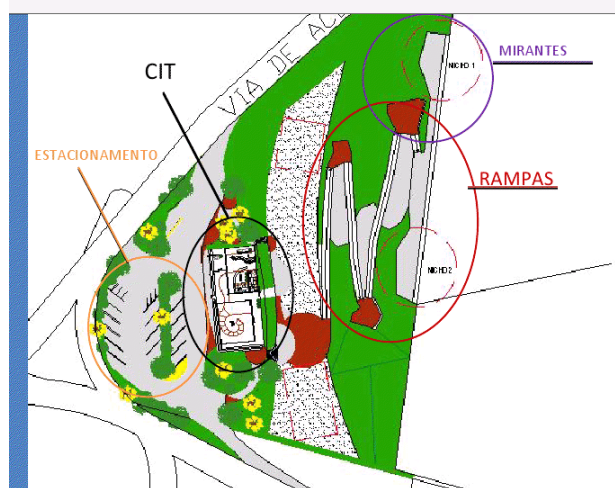 MIRANTES
NICHO 1
CIT
VIA DE AC
ESTACIONAMENTO
RAMPAS
NICHO 2